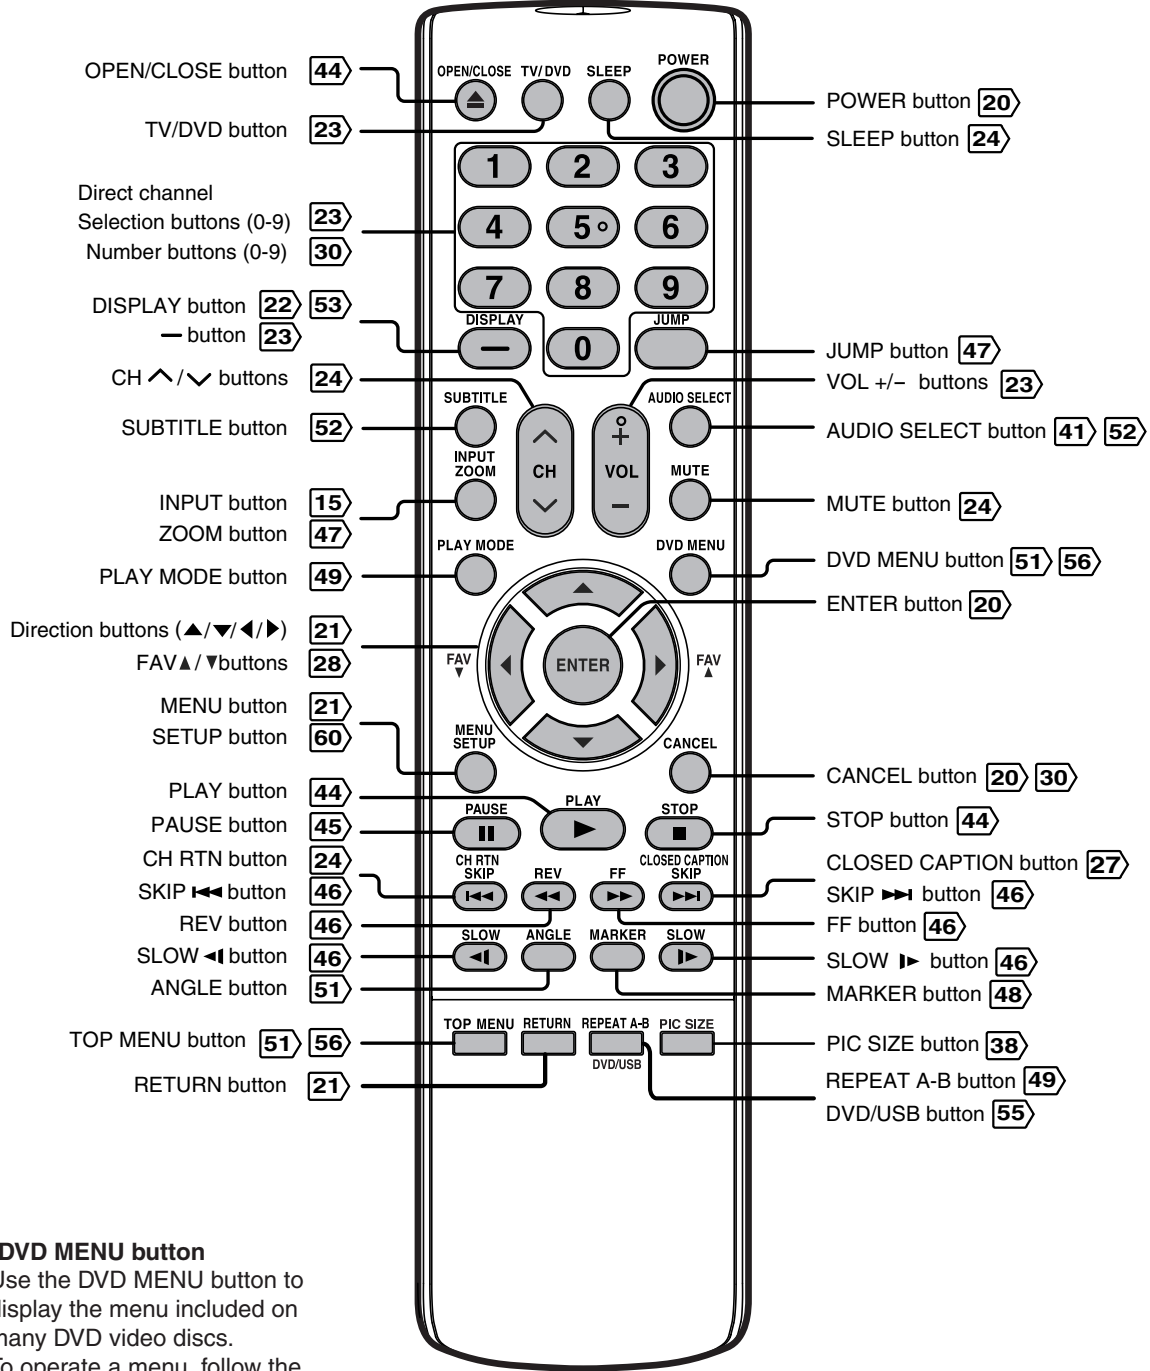 OPEN/CLOSE button 44
TV/DVD button 23
Direct channel
Selection buttons (0-9) 23
Number buttons (0-9) 30
DISPLAY button 22 53
— button 23
CH / buttons 24
SUBTITLE button 52
INPUT button 15
ZOOM button 47
PLAY MODE button 49
Direction buttons (▲/▼/◀/▶) 21
FAV▲/▼buttons 28
MENU button 21
SETUP button 60
PLAY button 44
PAUSE button 45
CH RTN button 24
SKIP ⏮ button 46
REV button 46
SLOW ◀| button 46
ANGLE button 51
TOP MENU button 51 56
RETURN button 21
OPEN/CLOSE TV/DVD SLEEP POWER
1 2 3
4 5 6
7 8 9
DISPLAY 0 JUMP
—
SUBTITLE AUDIO SELECT
+
INPUT
ZOOM CH VOL MUTE
−
PLAY MODE DVD MENU
FAV ▼ ENTER FAV ▲
MENU
SETUP CANCEL
PAUSE PLAY STOP
CH RTN CLOSED CAPTION
SKIP REV FF SKIP
SLOW ANGLE MARKER SLOW
TOP MENU RETURN REPEAT A-B PIC SIZE
DVD/USB
POWER button 20
SLEEP button 24
JUMP button 47
VOL +/− buttons 23
AUDIO SELECT button 41 52
MUTE button 24
DVD MENU button 51 56
ENTER button 20
CANCEL button 20 30
STOP button 44
CLOSED CAPTION button 27
SKIP ⏭ button 46
FF button 46
SLOW |▶ button 46
MARKER button 48
PIC SIZE button 38
REPEAT A-B button 49
DVD/USB button 55
DVD MENU button
Use the DVD MENU button to
display the menu included on
many DVD video discs.
To operate a menu, follow the